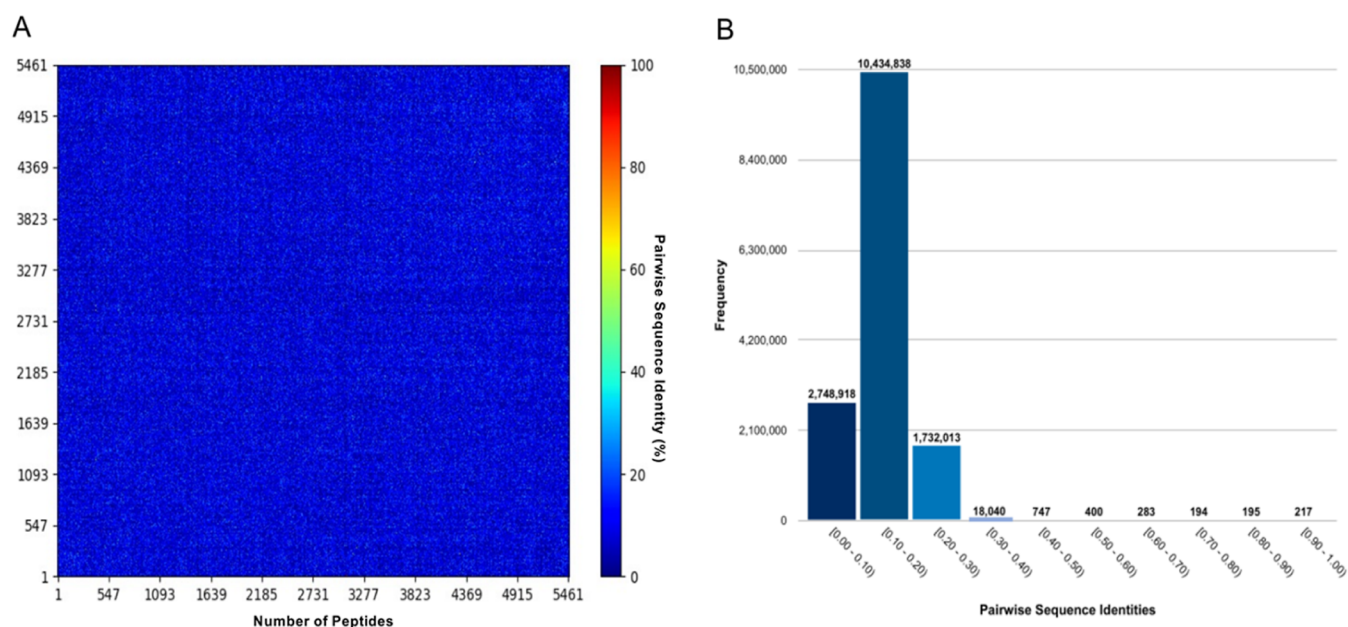 A
5461
4915
4369
3823
3277
2731
2185
1639
1093
547
1
1 547 1093 1639 2185 2731 3277 3823 4369 4915 5461
Number of Peptides
100
80
60
40
20
0
Pairwise Sequence Identity (%)
B
10,500,000
8,400,000
6,300,000
4,200,000
2,100,000
0
Frequency
2,748,918
10,434,838
1,732,013
18,040
747
400
283
194
195
217
[0.00 - 0.10)
[0.10 - 0.20)
[0.20 - 0.30)
[0.30 - 0.40)
[0.40 - 0.50)
[0.50 - 0.60)
[0.60 - 0.70)
[0.70 - 0.80)
[0.80 - 0.90)
[0.90 - 1.00)
Pairwise Sequence Identities